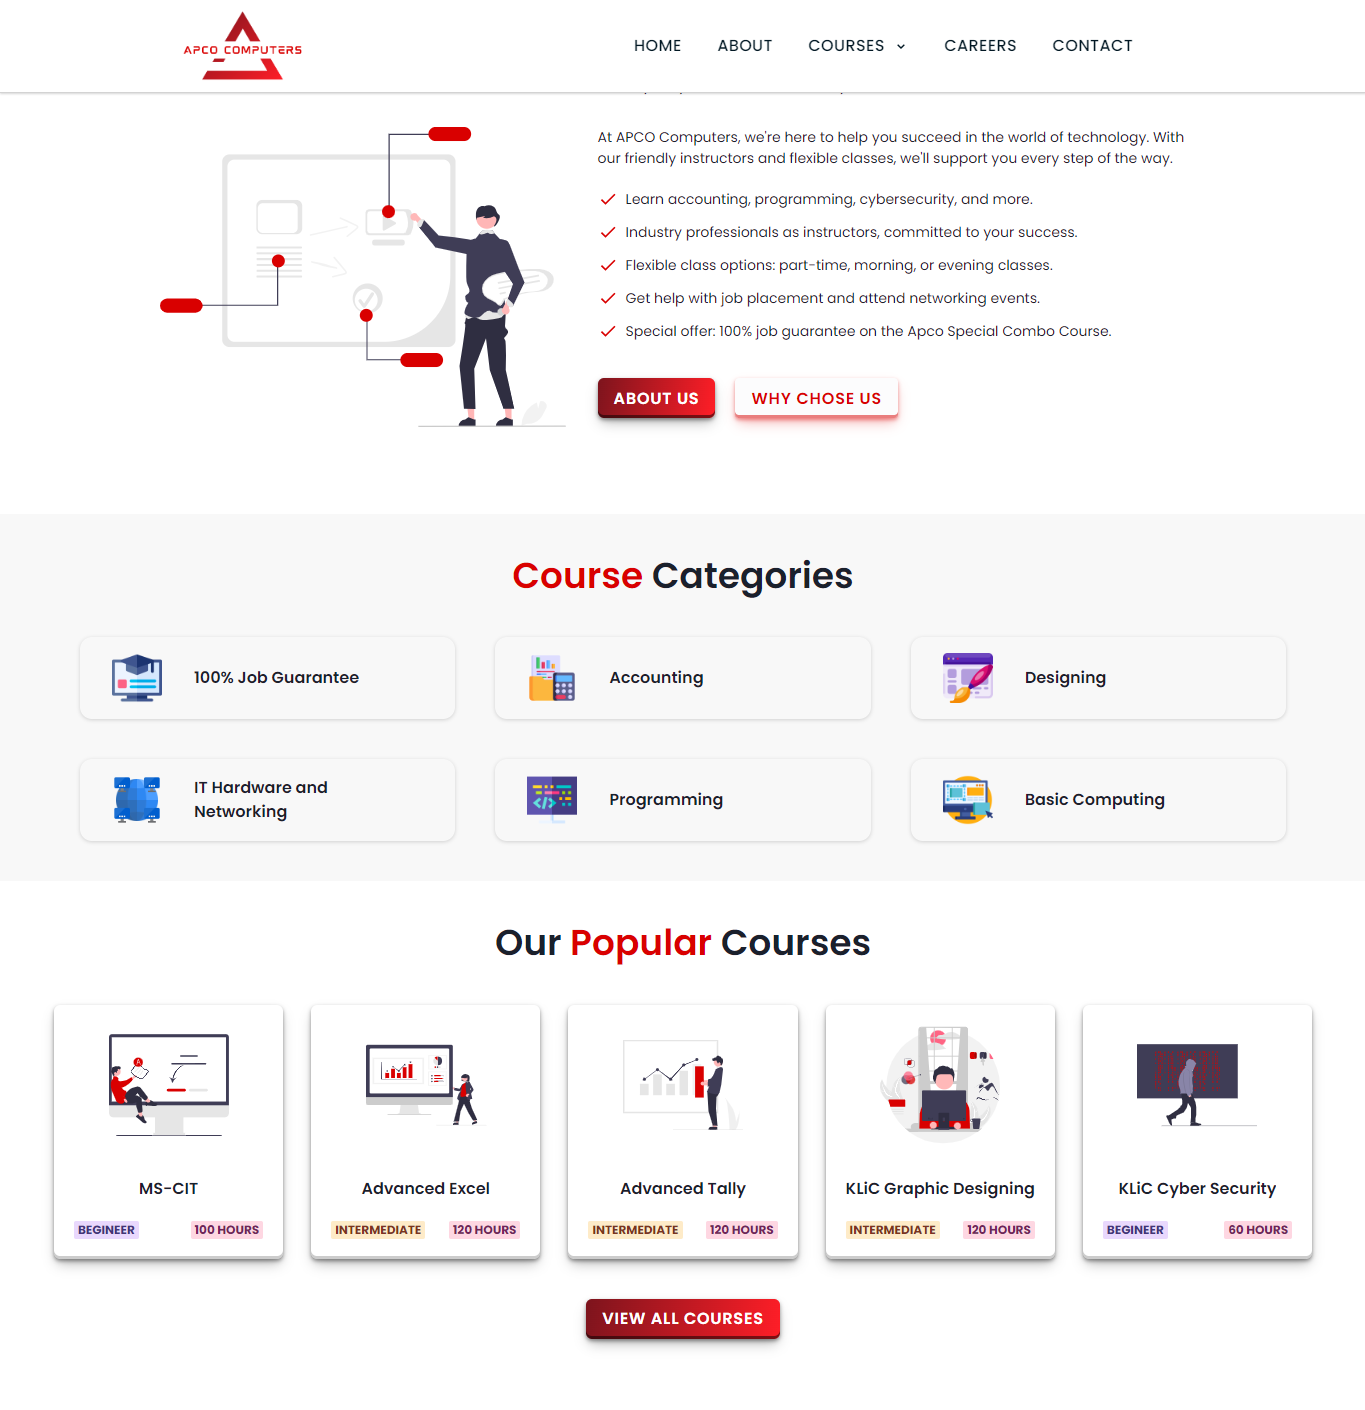 APCO COMPUTERS
HOME
ABOUT
COURSES
CAREERS
CONTACT
At APCO Computers, we're here to help you succeed in the world of technology. With
our friendly instructors and flexible classes, we'll support you every step of the way.
Learn accounting, programming, cybersecurity, and more.
Industry professionals as instructors, committed to your success.
Flexible class options: part-time, morning, or evening classes.
Get help with job placement and attend networking events.
Special offer: 100% job guarantee on the Apco Special Combo Course.
ABOUT US
WHY CHOSE US
Course Categories
100% Job Guarantee
Accounting
Designing
IT Hardware and
Networking
Programming
Basic Computing
Our Popular Courses
MS-CIT
BEGINEER
100 HOURS
Advanced Excel
INTERMEDIATE
120 HOURS
Advanced Tally
INTERMEDIATE
120 HOURS
KLiC Graphic Designing
INTERMEDIATE
120 HOURS
KLiC Cyber Security
BEGINEER
60 HOURS
VIEW ALL COURSES